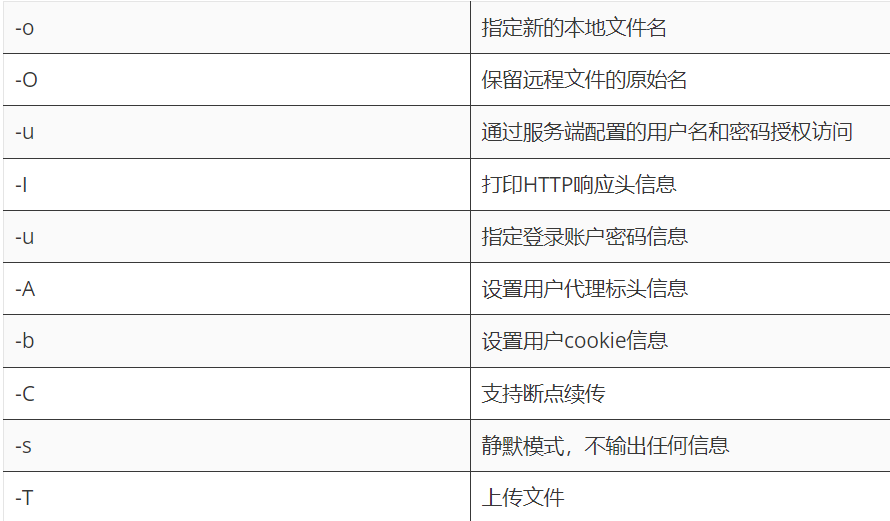 -o 指定新的本地文件名
-O 保留远程文件的原始名
-u 通过服务端配置的用户名和密码授权访问
-I 打印HTTP响应头信息
-u 指定登录账户密码信息
-A 设置用户代理标头信息
-b 设置用户cookie信息
-C 支持断点续传
-s 静默模式，不输出任何信息
-T 上传文件